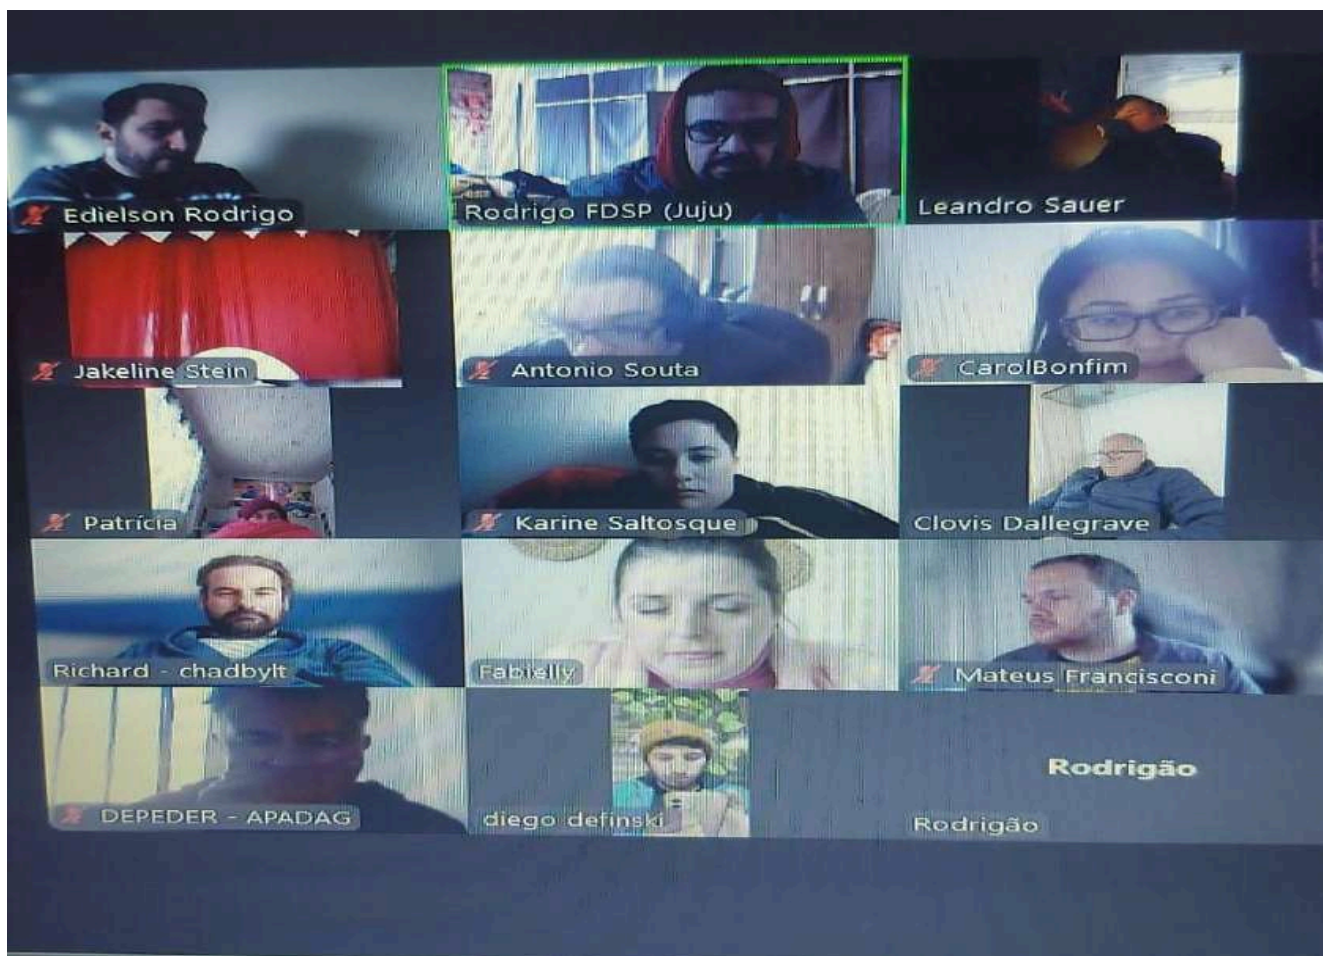 Edielson Rodrigo
Rodrigo FDSP (Juju)
Leandro Sauer
Jakeline Stein
Antonio Souta
CarolBonfim
Patrícia
Karine Saltosque
Clovis Dallegrave
Richard - chadbylt
Fabielly
Mateus Francisconi
DEPEDER - APADAG
diego definski
Rodrigão
Rodrigão